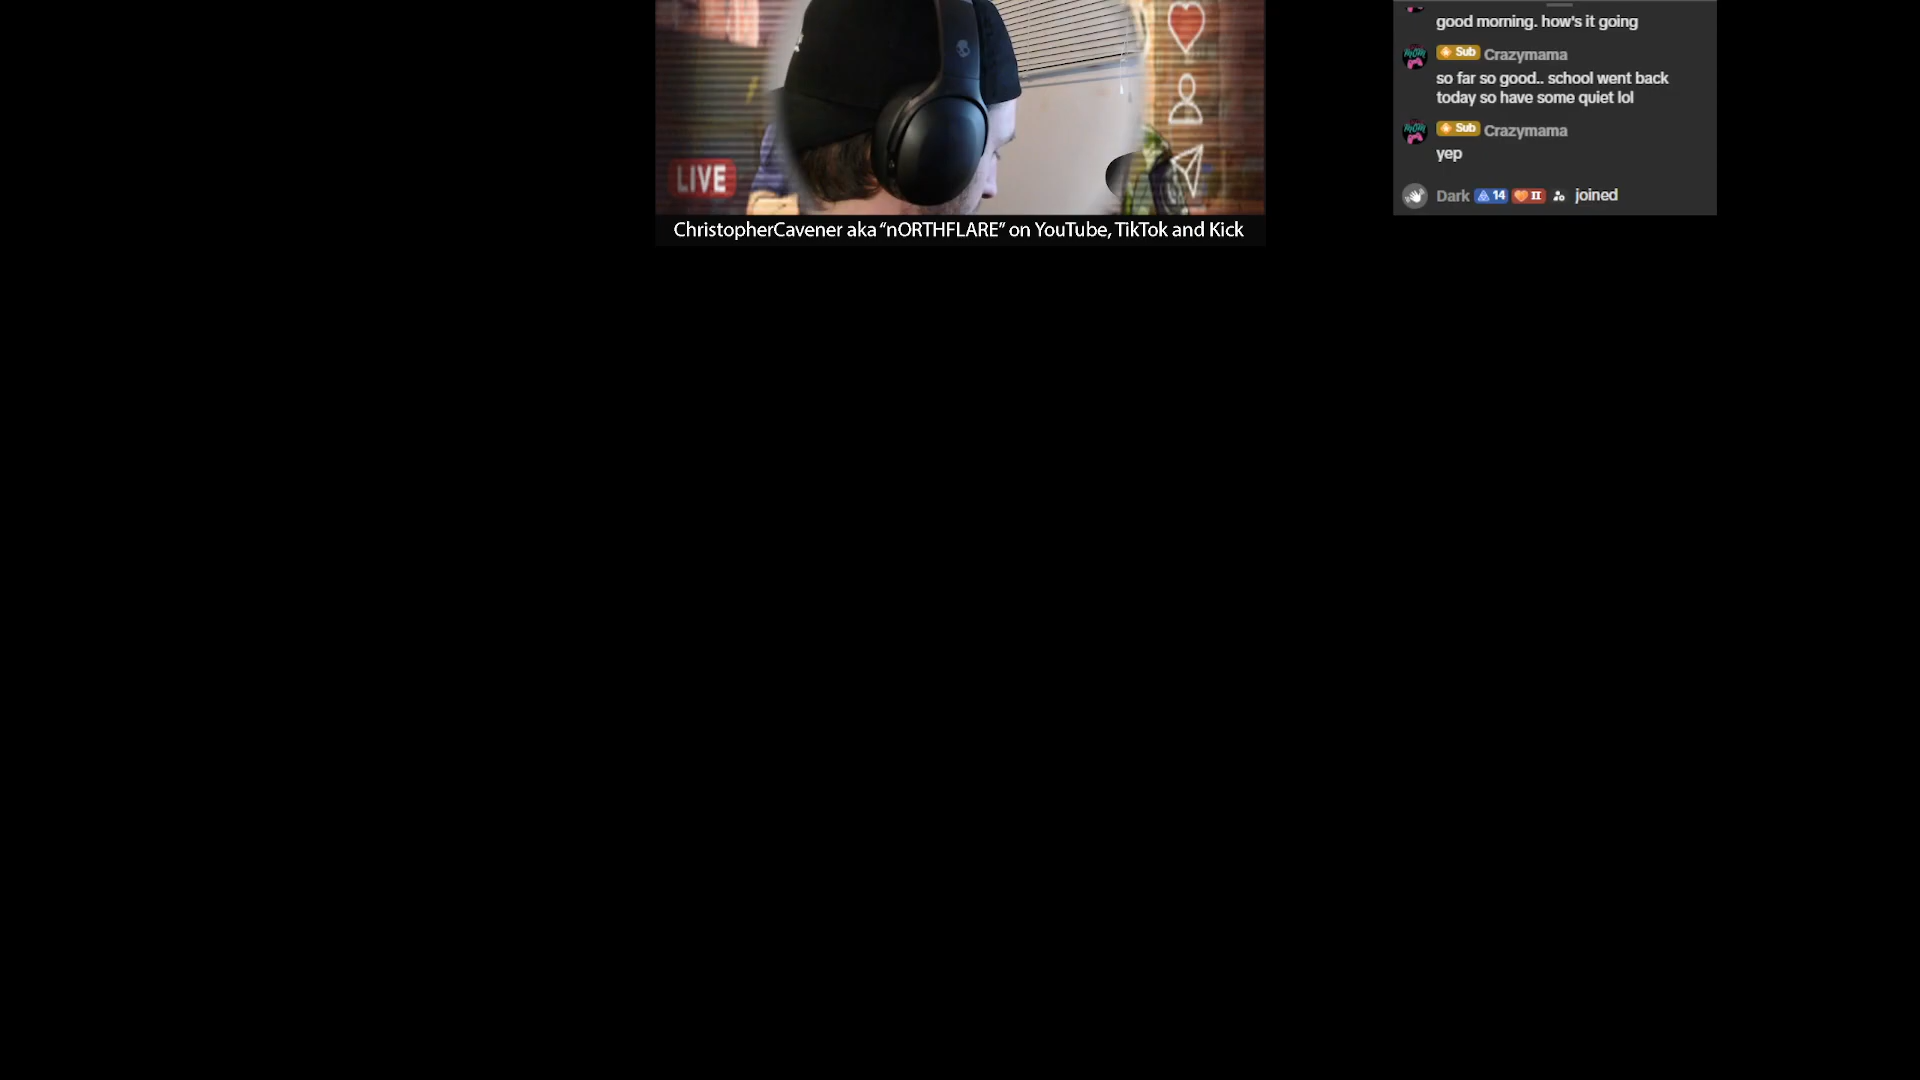 good morning. how's it going
Sub Crazymama
so far so good.. school went back
today so have some quiet lol
Sub Crazymama
yep
Dark 14 II joined
LIVE
ChristopherCavener aka “nORTHFLARE” on YouTube, TikTok and Kick